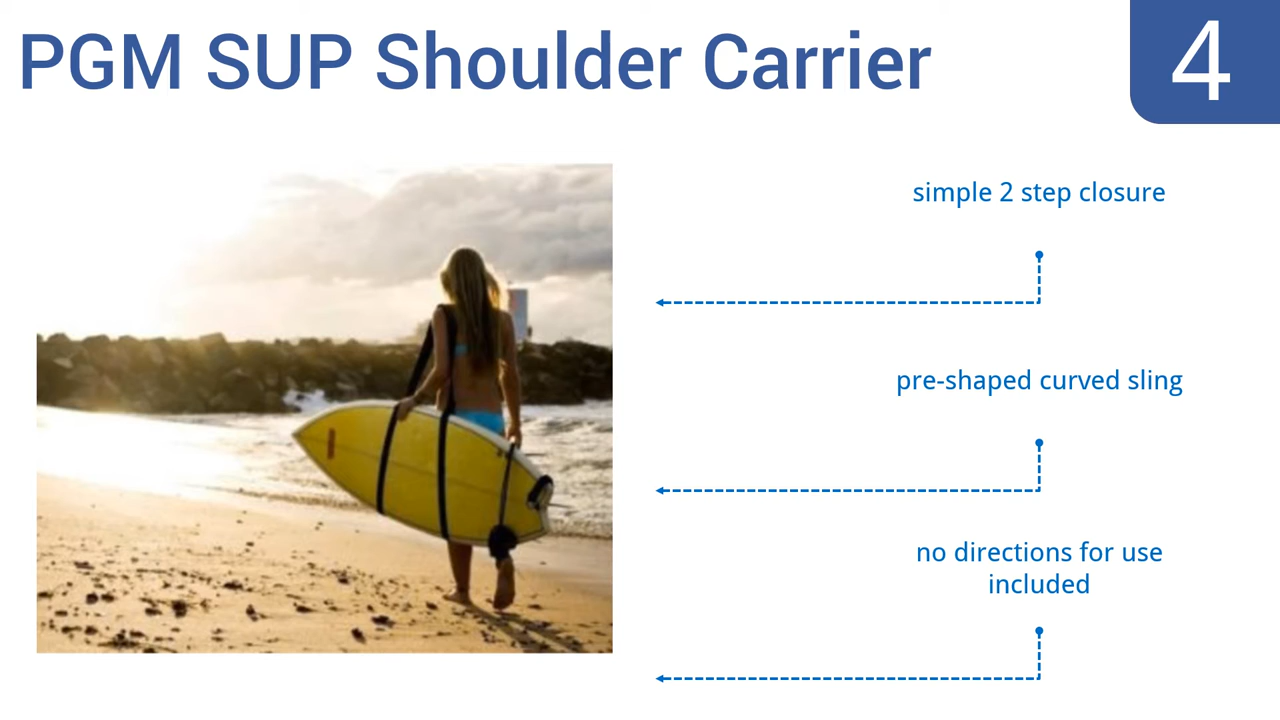 PGM SUP Shoulder Carrier
4
simple 2 step closure
pre-shaped curved sling
no directions for use
included